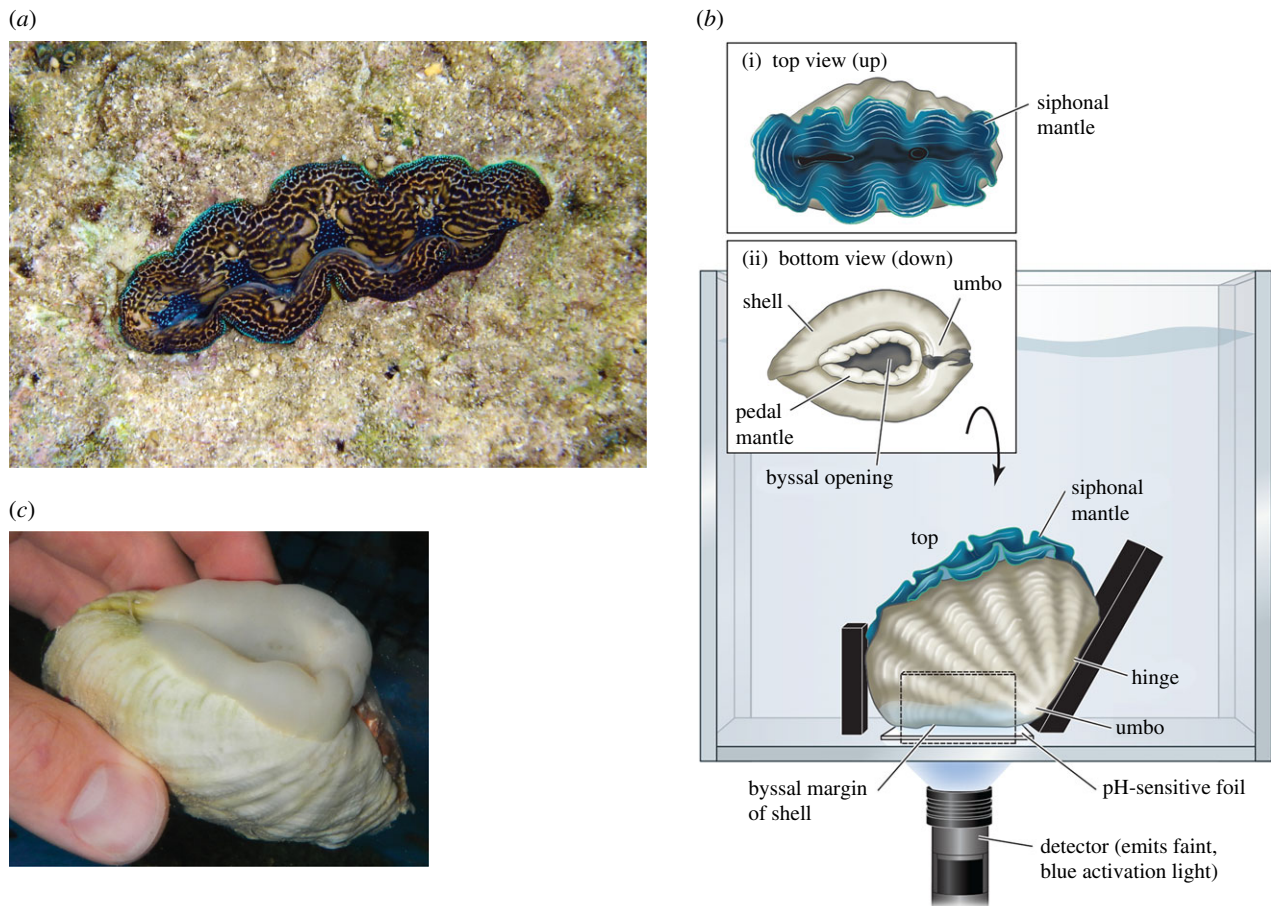 (a)
(b)
(i) top view (up)
siphonal
mantle
(ii) bottom view (down)
shell
umbo
pedal
mantle
byssal opening
siphonal
mantle
top
hinge
umbo
byssal margin
of shell
pH-sensitive foil
detector (emits faint,
blue activation light)
(c)